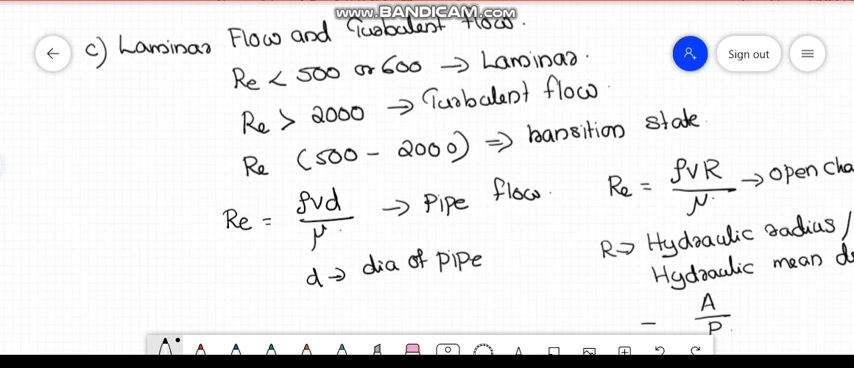 www.BANDICAM.com
c) Laminar Flow and Turbulent flow.
Re < 500 or 600 → Laminar.
Re > 2000 → Turbulent flow.
Re (500 - 2000) ⇒ transition state.
Re = ρvd/μ → Pipe flow.
d → dia of pipe
Re = ρVR/μ → open cha
R → Hydraulic radius /
Hydraulic mean de
= A/P
Sign out